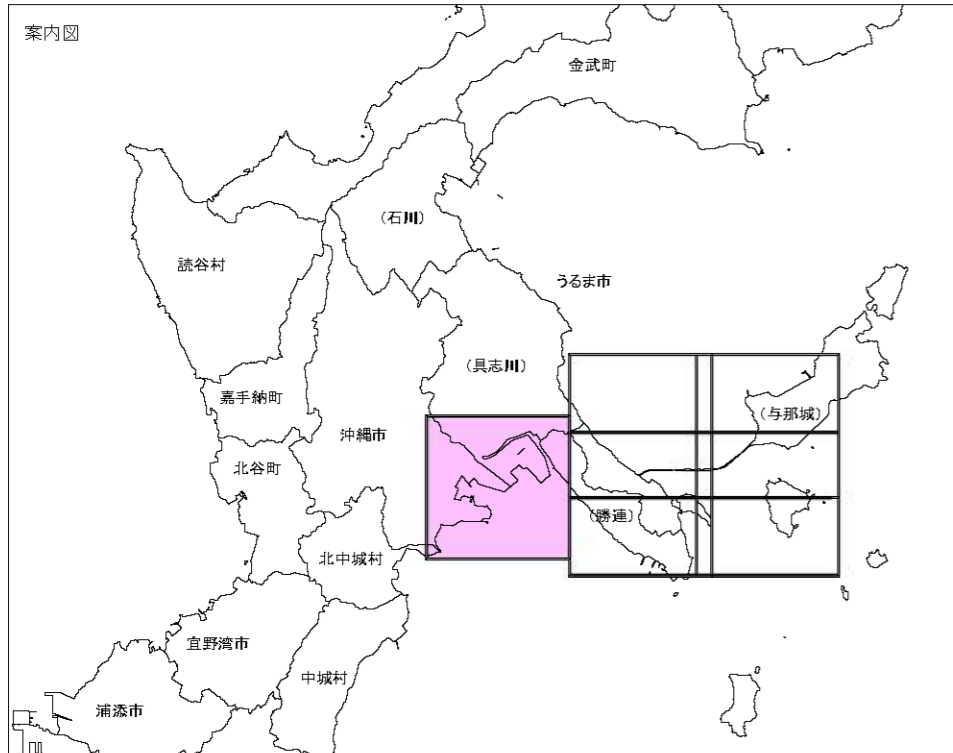 案内図
金武町
(石川)
読谷村
うるま市
(具志川)
嘉手納町
(与那城)
沖縄市
北谷町
(勝連)
北中城村
宜野湾市
中城村
浦添市